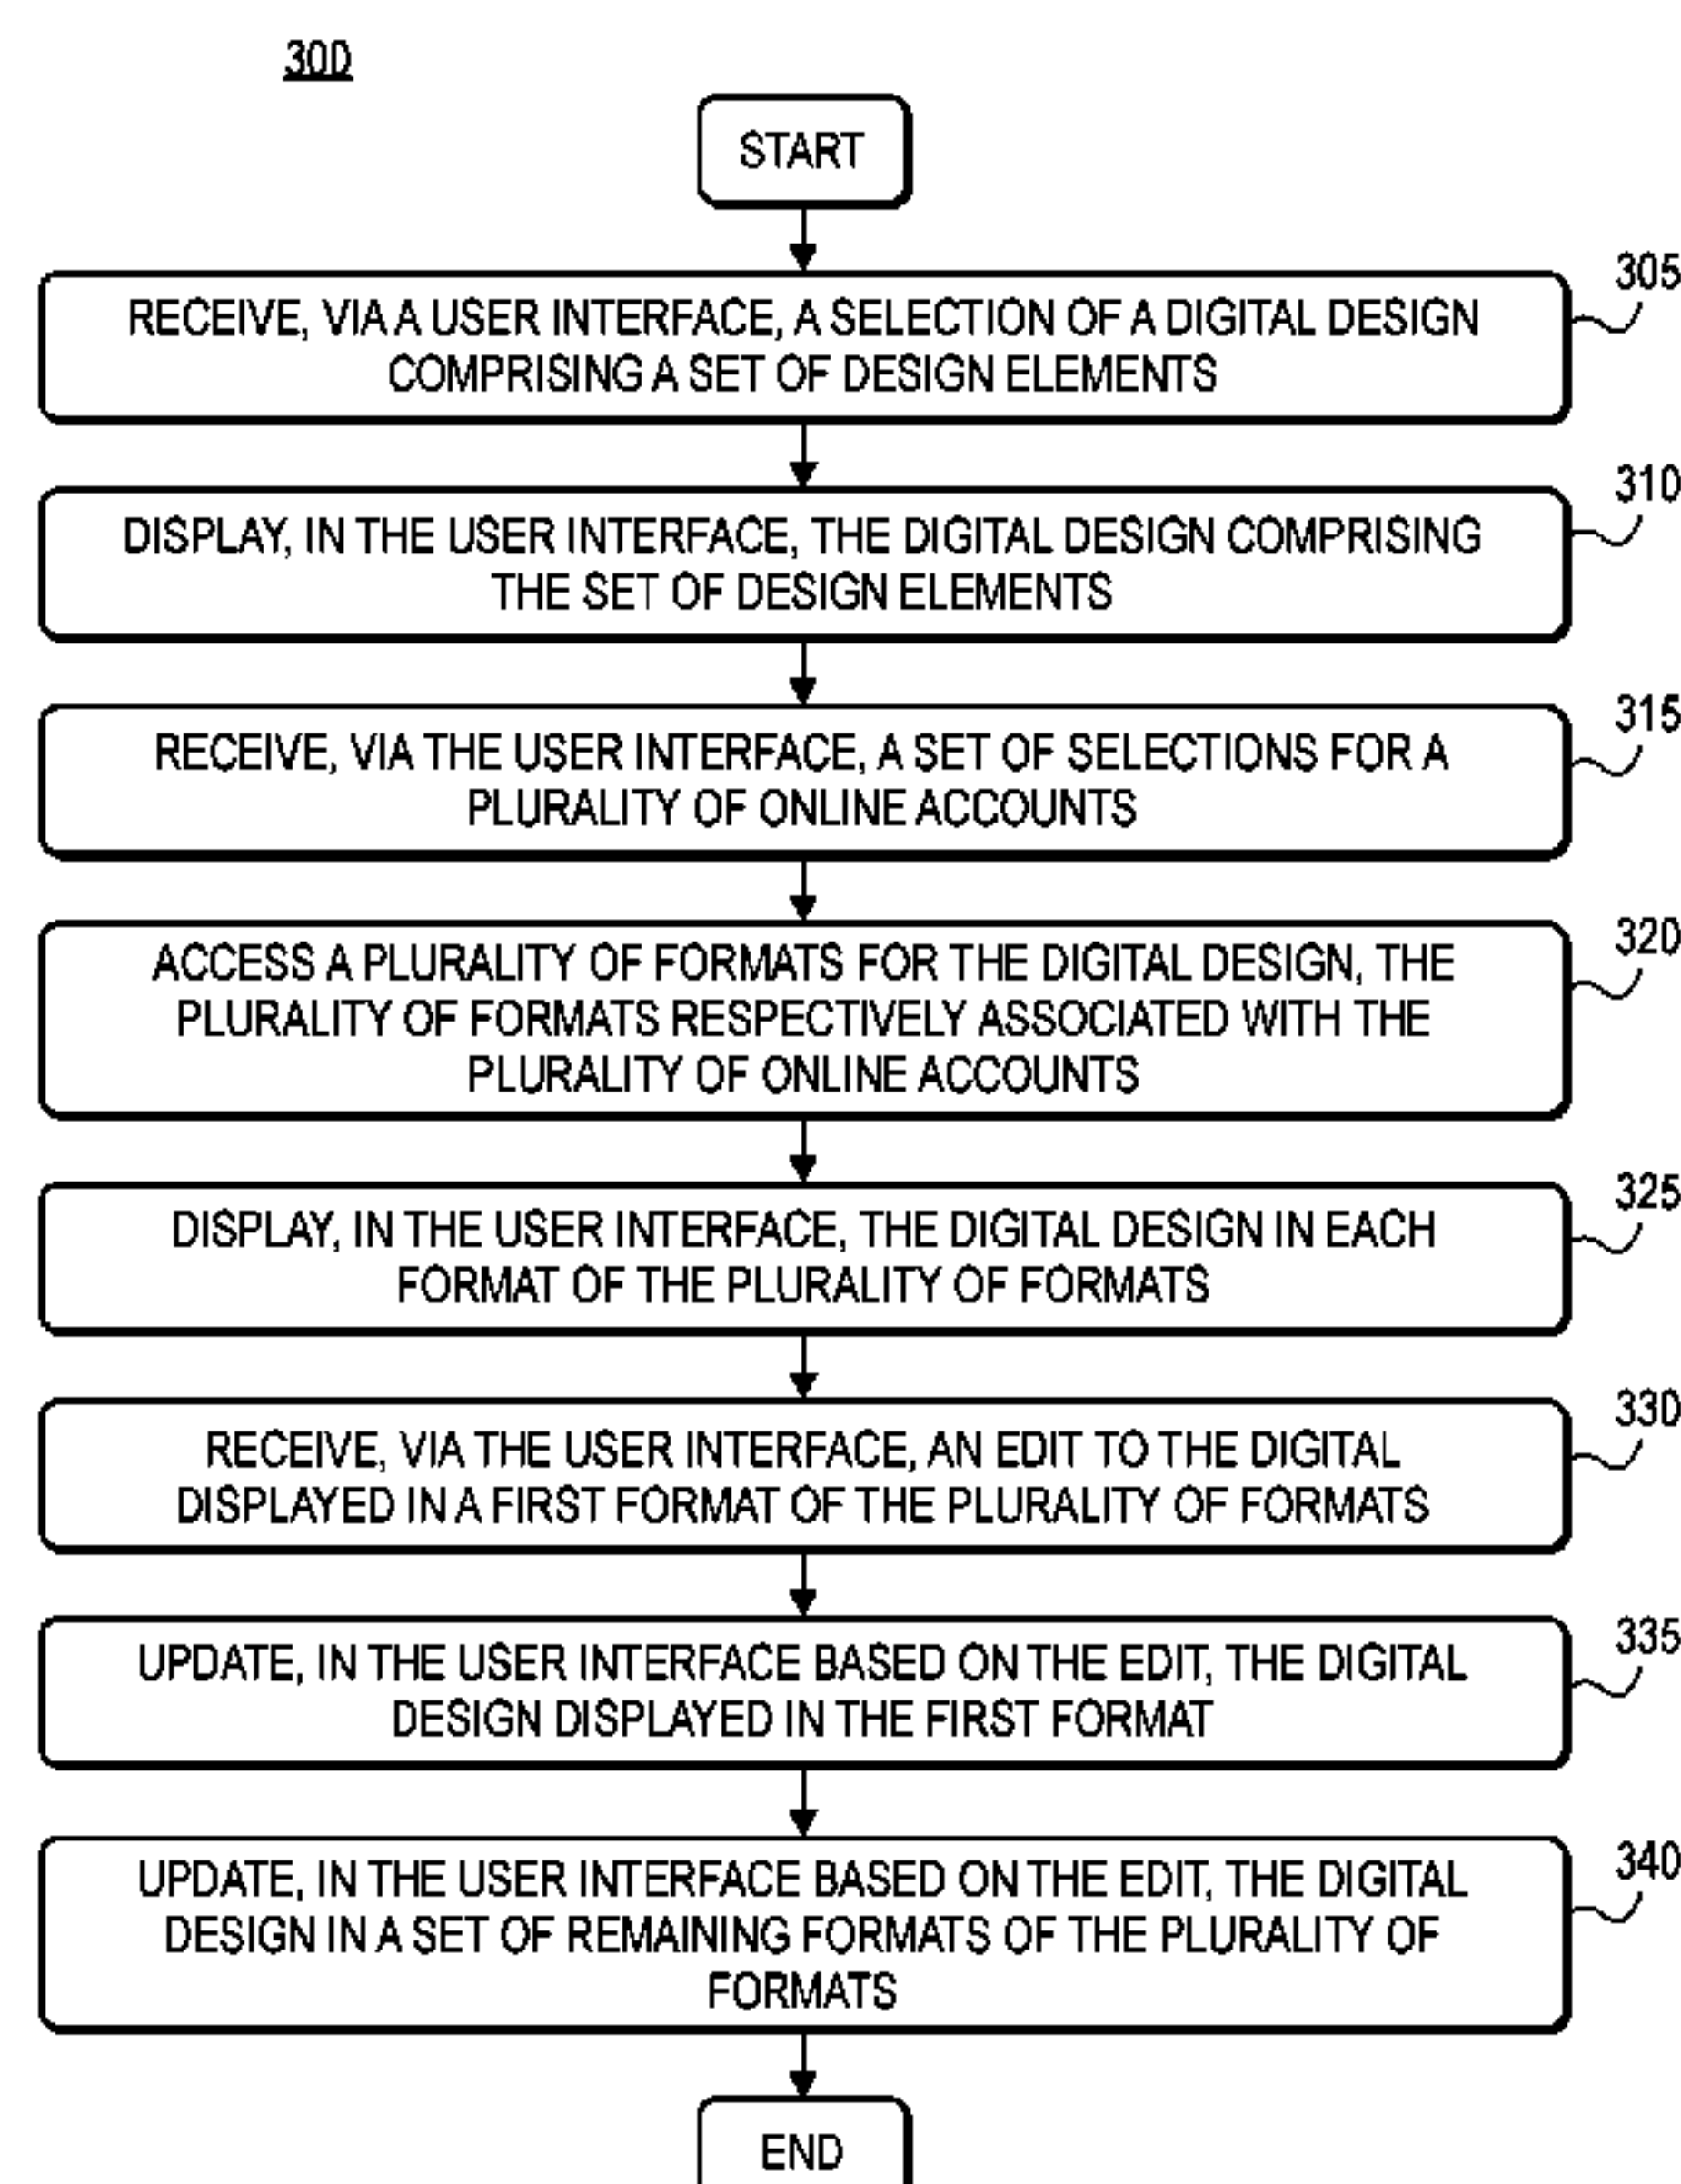 300
START
305
RECEIVE, VIA A USER INTERFACE, A SELECTION OF A DIGITAL DESIGN
COMPRISING A SET OF DESIGN ELEMENTS
310
DISPLAY, IN THE USER INTERFACE, THE DIGITAL DESIGN COMPRISING
THE SET OF DESIGN ELEMENTS
315
RECEIVE, VIA THE USER INTERFACE, A SET OF SELECTIONS FOR A
PLURALITY OF ONLINE ACCOUNTS
320
ACCESS A PLURALITY OF FORMATS FOR THE DIGITAL DESIGN, THE
PLURALITY OF FORMATS RESPECTIVELY ASSOCIATED WITH THE
PLURALITY OF ONLINE ACCOUNTS
325
DISPLAY, IN THE USER INTERFACE, THE DIGITAL DESIGN IN EACH
FORMAT OF THE PLURALITY OF FORMATS
330
RECEIVE, VIA THE USER INTERFACE, AN EDIT TO THE DIGITAL
DISPLAYED IN A FIRST FORMAT OF THE PLURALITY OF FORMATS
335
UPDATE, IN THE USER INTERFACE BASED ON THE EDIT, THE DIGITAL
DESIGN DISPLAYED IN THE FIRST FORMAT
340
UPDATE, IN THE USER INTERFACE BASED ON THE EDIT, THE DIGITAL
DESIGN IN A SET OF REMAINING FORMATS OF THE PLURALITY OF
FORMATS
END